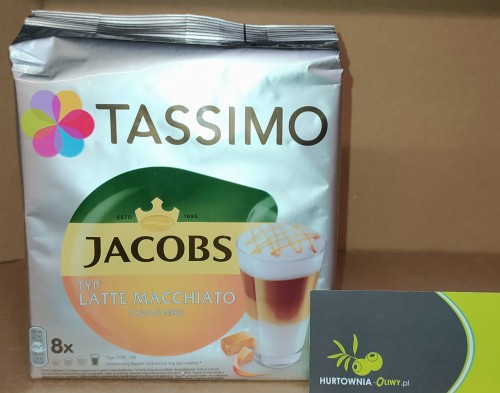 TASSIMO
ESTD 1895
JACOBS
TYP
LATTE MACCHIATO
CARAMEL
8x
HURTOWNIA-OLIWY.pl